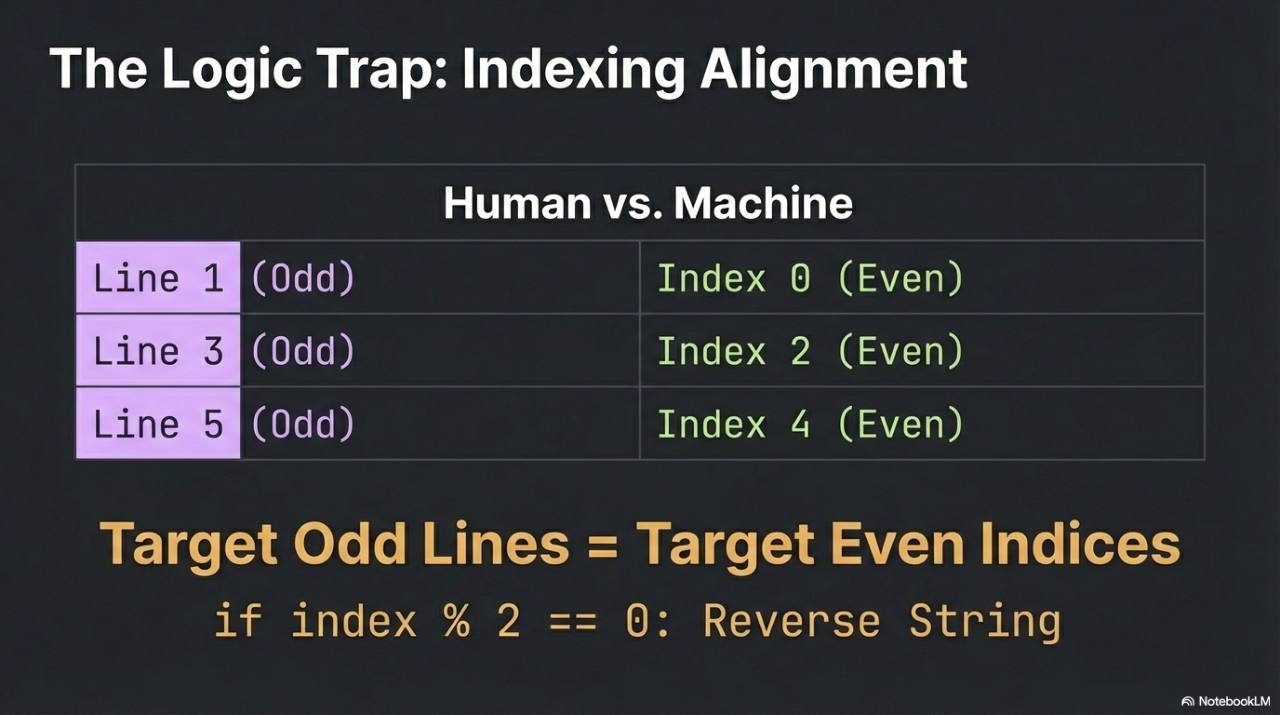 The Logic Trap: Indexing Alignment
Human vs. Machine
Line 1 (Odd) Index 0 (Even)
Line 3 (Odd) Index 2 (Even)
Line 5 (Odd) Index 4 (Even)
Target Odd Lines = Target Even Indices
if index % 2 == 0: Reverse String
NotebookLM